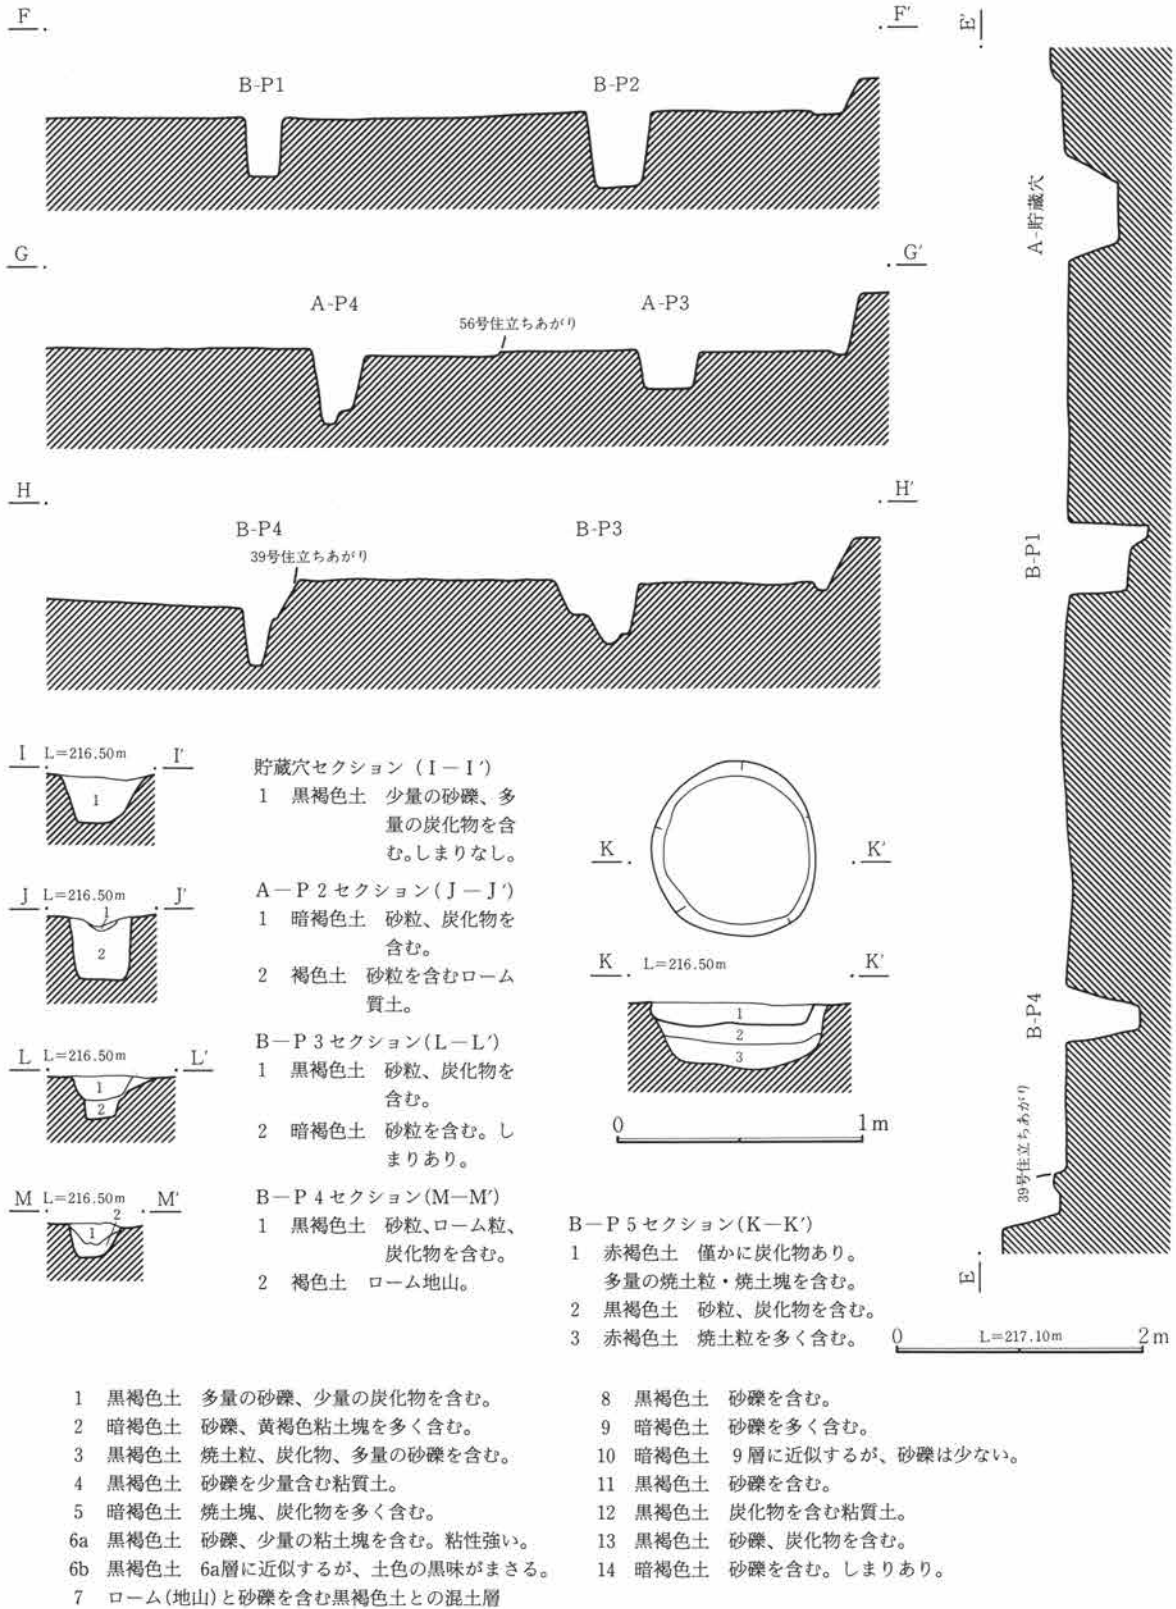 F F′
B-P1 B-P2
G G′
A-P4 A-P3
56号住立ちあがり
H H′
B-P4 B-P3
39号住立ちあがり
E′
A-貯蔵穴
B-P1
B-P4
39号住立ちあがり
E
I L=216.50m I′
1
貯蔵穴セクション (I－I′)
1 黒褐色土 少量の砂礫、多
量の炭化物を含
む。しまりなし。
J L=216.50m J′
1
2
A－P2セクション(J－J′)
1 暗褐色土 砂粒、炭化物を
含む。
2 褐色土 砂粒を含むローム
質土。
L L=216.50m L′
1
2
B－P3セクション(L－L′)
1 黒褐色土 砂粒、炭化物を
含む。
2 暗褐色土 砂粒を含む。し
まりあり。
M L=216.50m M′
2
1
B－P4セクション(M－M′)
1 黒褐色土 砂粒、ローム粒、
炭化物を含む。
2 褐色土 ローム地山。
K K′
K L=216.50m K′
1
2
3
0 1m
B－P5セクション(K－K′)
1 赤褐色土 僅かに炭化物あり。
多量の焼土粒・焼土塊を含む。
2 黒褐色土 砂粒、炭化物を含む。
3 赤褐色土 焼土粒を多く含む。
0 L=217.10m 2m
1 黒褐色土 多量の砂礫、少量の炭化物を含む。
2 暗褐色土 砂礫、黄褐色粘土塊を多く含む。
3 黒褐色土 焼土粒、炭化物、多量の砂礫を含む。
4 黒褐色土 砂礫を少量含む粘質土。
5 暗褐色土 焼土塊、炭化物を多く含む。
6a 黒褐色土 砂礫、少量の粘土塊を含む。粘性強い。
6b 黒褐色土 6a層に近似するが、土色の黒味がまさる。
7 ローム(地山)と砂礫を含む黒褐色土との混土層
8 黒褐色土 砂礫を含む。
9 暗褐色土 砂礫を多く含む。
10 暗褐色土 9層に近似するが、砂礫は少ない。
11 黒褐色土 砂礫を含む。
12 黒褐色土 炭化物を含む粘質土。
13 黒褐色土 砂礫、炭化物を含む。
14 暗褐色土 砂礫を含む。しまりあり。